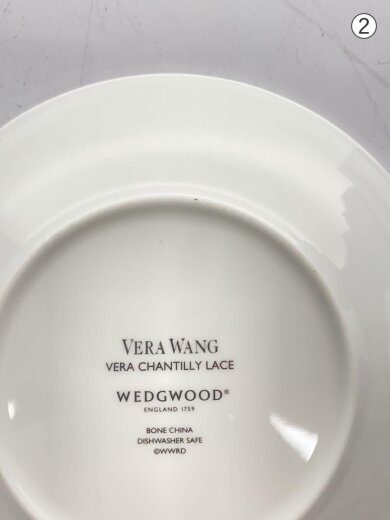 ②
VERA WANG
VERA CHANTILLY LACE
WEDGWOOD®
ENGLAND 1759
BONE CHINA
DISHWASHER SAFE
©WWRD